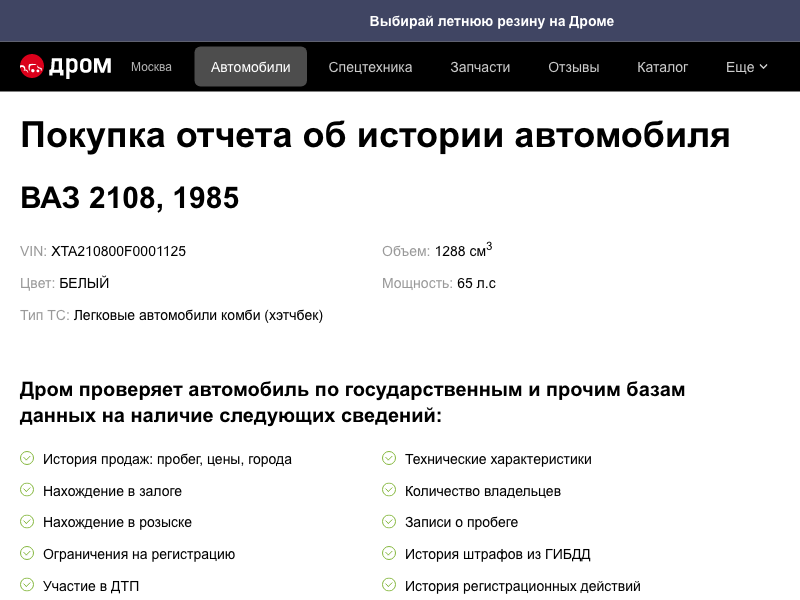 Выбирай летнюю резину на Дроме
дром Москва Автомобили Спецтехника Запчасти Отзывы Каталог Еще
Покупка отчета об истории автомобиля
ВАЗ 2108, 1985
VIN: XTA210800F0001125
Объем: 1288 см³
Цвет: БЕЛЫЙ
Мощность: 65 л.с
Тип ТС: Легковые автомобили комби (хэтчбек)
Дром проверяет автомобиль по государственным и прочим базам
данных на наличие следующих сведений:
История продаж: пробег, цены, города
Технические характеристики
Нахождение в залоге
Количество владельцев
Нахождение в розыске
Записи о пробеге
Ограничения на регистрацию
История штрафов из ГИБДД
Участие в ДТП
История регистрационных действий